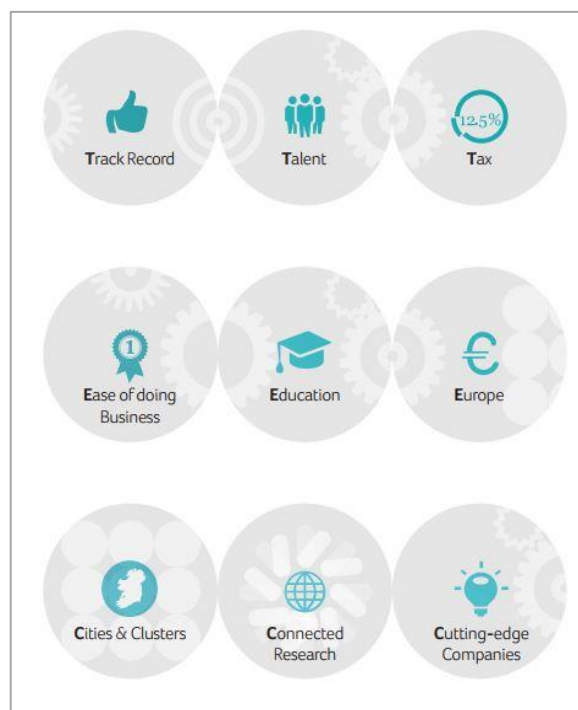 12.5%
Track Record
Talent
Tax
1
Ease of doing
Business
Education
€
Europe
Cities & Clusters
Connected
Research
Cutting-edge
Companies